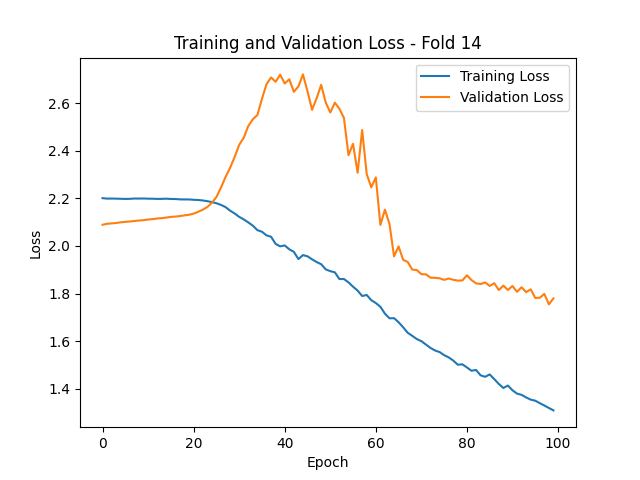 Training and Validation Loss - Fold 14
Training Loss
Validation Loss
Loss
2.6
2.4
2.2
2.0
1.8
1.6
1.4
0 20 40 60 80 100
Epoch